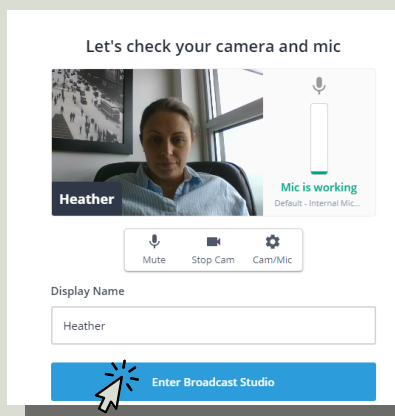 Let's check your camera and mic
Heather
Mic is working
Default - Internal Mic...
Mute Stop Cam Cam/Mic
Display Name
Heather
Enter Broadcast Studio